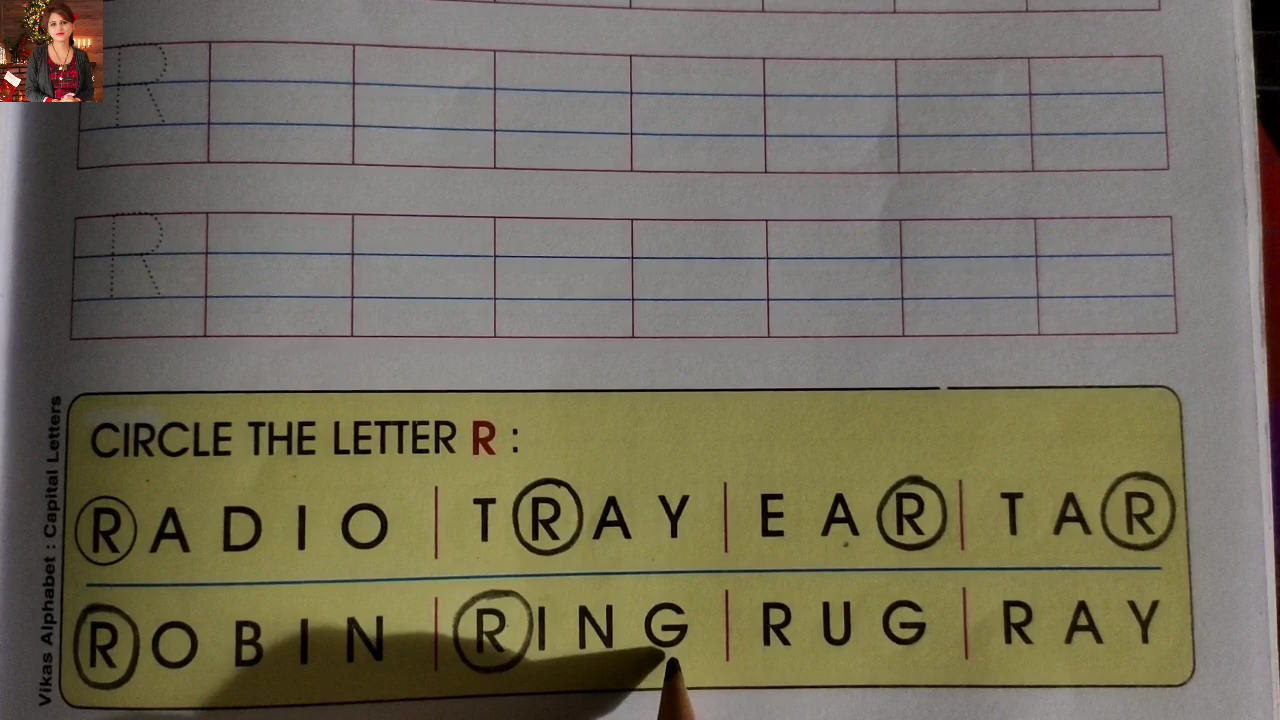 R
R
CIRCLE THE LETTER R :
R A D I O | T R A Y | E A R | T A R
R O B I N | R I N G | R U G | R A Y
Vikas Alphabet : Capital Letters